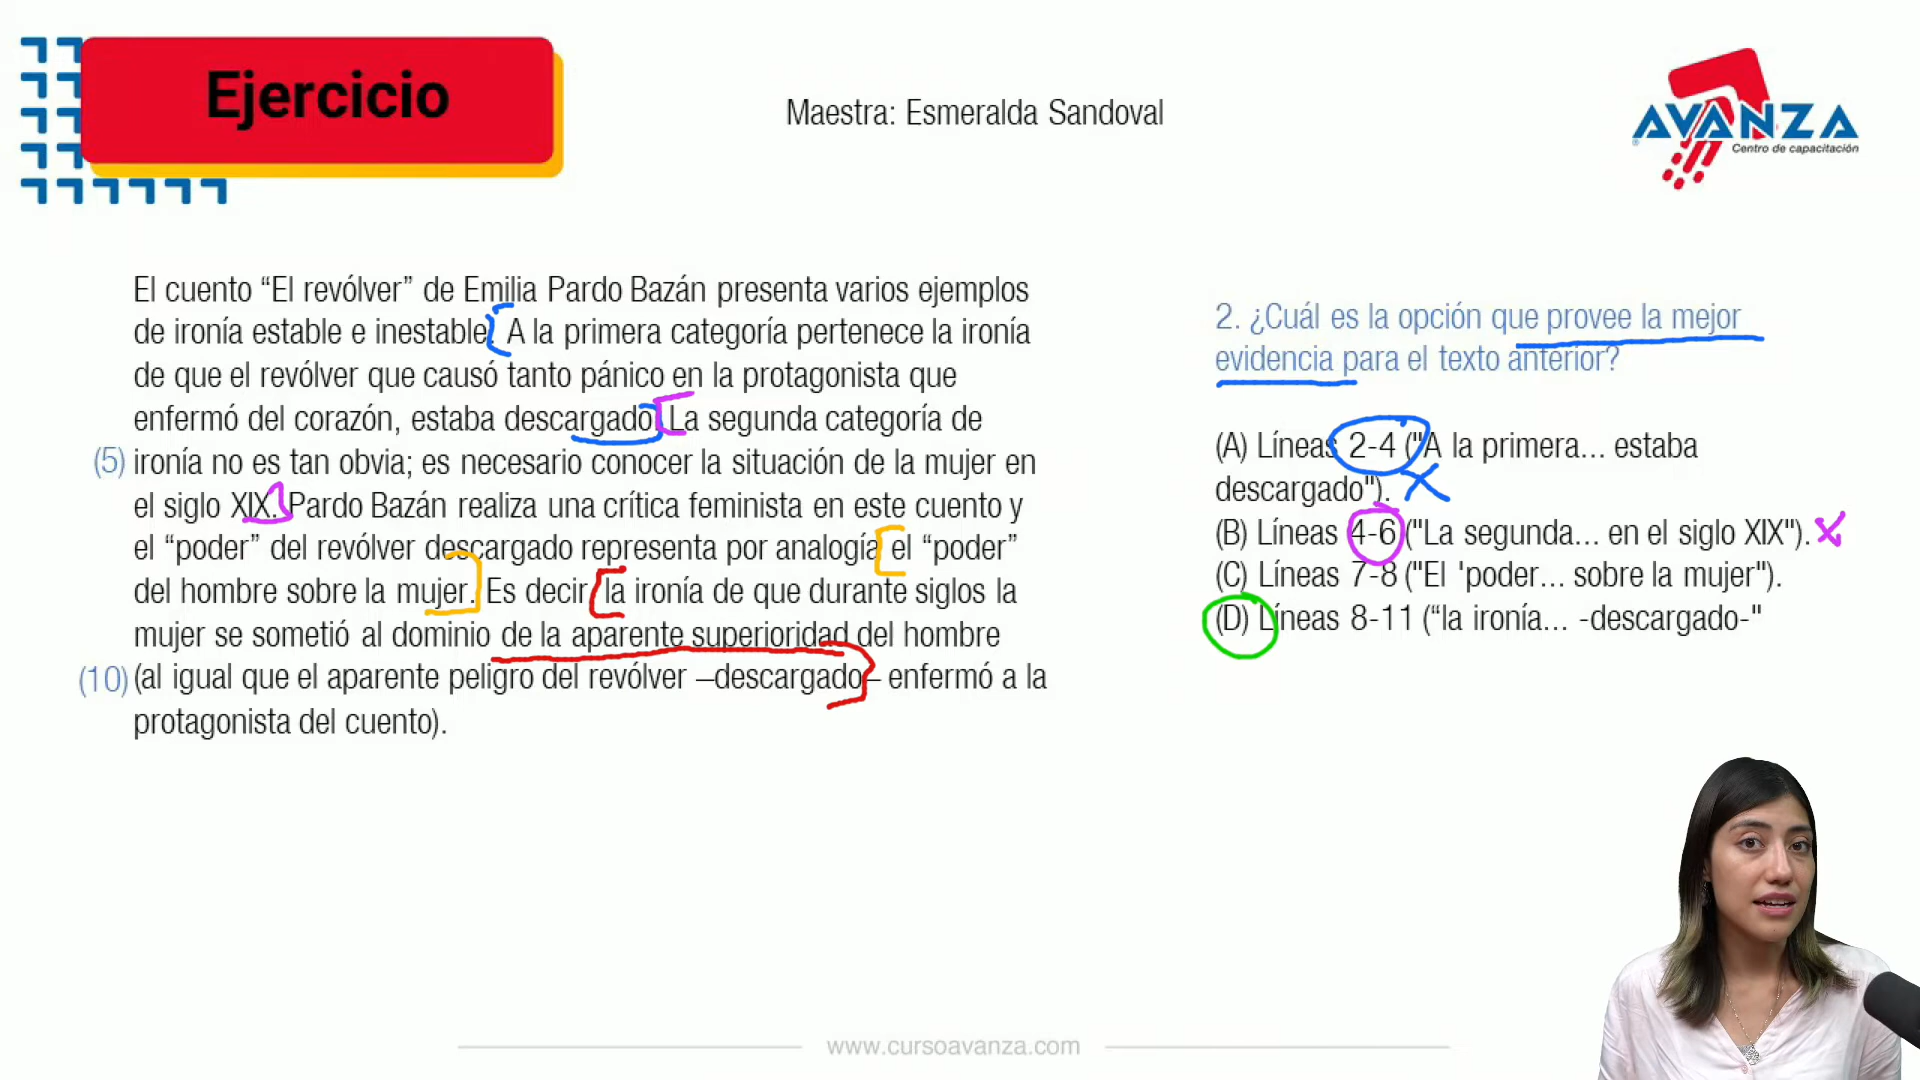 Ejercicio
Maestra: Esmeralda Sandoval
AVANZA
Centro de capacitación
El cuento “El revólver” de Emilia Pardo Bazán presenta varios ejemplos
de ironía estable e inestable. A la primera categoría pertenece la ironía
de que el revólver que causó tanto pánico en la protagonista que
enfermó del corazón, estaba descargado. La segunda categoría de
(5) ironía no es tan obvia; es necesario conocer la situación de la mujer en
el siglo XIX. Pardo Bazán realiza una crítica feminista en este cuento y
el “poder” del revólver descargado representa por analogía el “poder”
del hombre sobre la mujer. Es decir, la ironía de que durante siglos la
mujer se sometió al dominio de la aparente superioridad del hombre
(10) (al igual que el aparente peligro del revólver –descargado– enfermó a la
protagonista del cuento).
2. ¿Cuál es la opción que provee la mejor
evidencia para el texto anterior?
(A) Líneas 2-4 ("A la primera... estaba
descargado").
(B) Líneas 4-6 ("La segunda... en el siglo XIX").
(C) Líneas 7-8 ("El 'poder... sobre la mujer").
(D) Líneas 8-11 (“la ironía... -descargado-"
www.cursoavanza.com